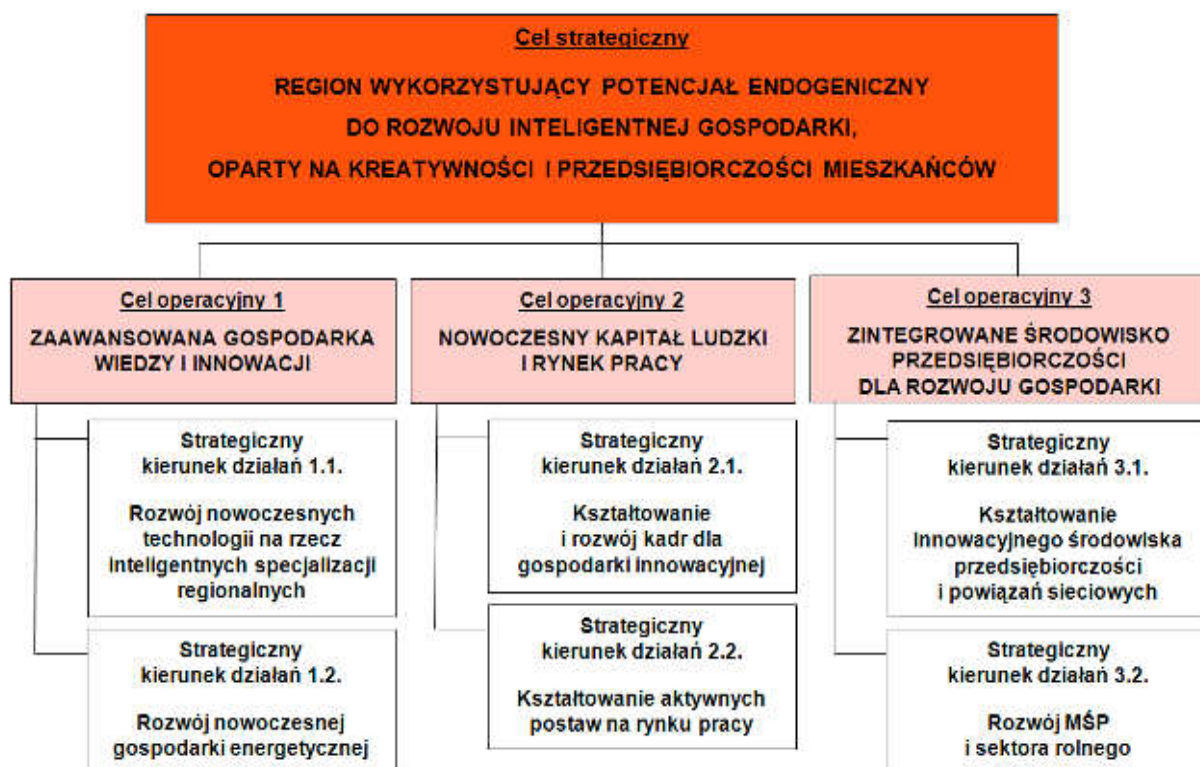 Cel strategiczny
REGION WYKORZYSTUJĄCY POTENCJAŁ ENDOGENICZNY
DO ROZWOJU INTELIGENTNEJ GOSPODARKI,
OPARTY NA KREATYWNOŚCI I PRZEDSIĘBIORCZOŚCI MIESZKAŃCÓW
Cel operacyjny 1
ZAAWANSOWANA GOSPODARKA
WIEDZY I INNOWACJI
Strategiczny
kierunek działań 1.1.
Rozwój nowoczesnych
technologii na rzecz
inteligentnych specjalizacji
regionalnych
Strategiczny
kierunek działań 1.2.
Rozwój nowoczesnej
gospodarki energetycznej
Cel operacyjny 2
NOWOCZESNY KAPITAŁ LUDZKI
I RYNEK PRACY
Strategiczny
kierunek działań 2.1.
Kształtowanie
i rozwój kadr dla
gospodarki innowacyjnej
Strategiczny
kierunek działań 2.2.
Kształtowanie aktywnych
postaw na rynku pracy
Cel operacyjny 3
ZINTEGROWANE ŚRODOWISKO
PRZEDSIĘBIORCZOŚCI
DLA ROZWOJU GOSPODARKI
Strategiczny
kierunek działań 3.1.
Kształtowanie
innowacyjnego środowiska
przedsiębiorczości
i powiązań sieciowych
Strategiczny
kierunek działań 3.2.
Rozwój MŚP
i sektora rolnego